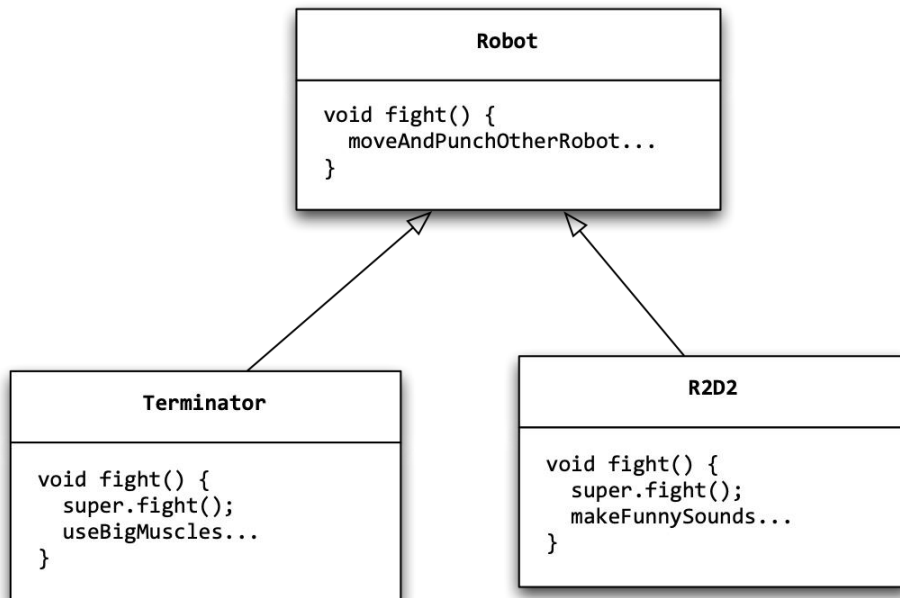 Robot
void fight() {
  moveAndPunchOtherRobot...
}
Terminator
void fight() {
  super.fight();
  useBigMuscles...
}
R2D2
void fight() {
  super.fight();
  makeFunnySounds...
}